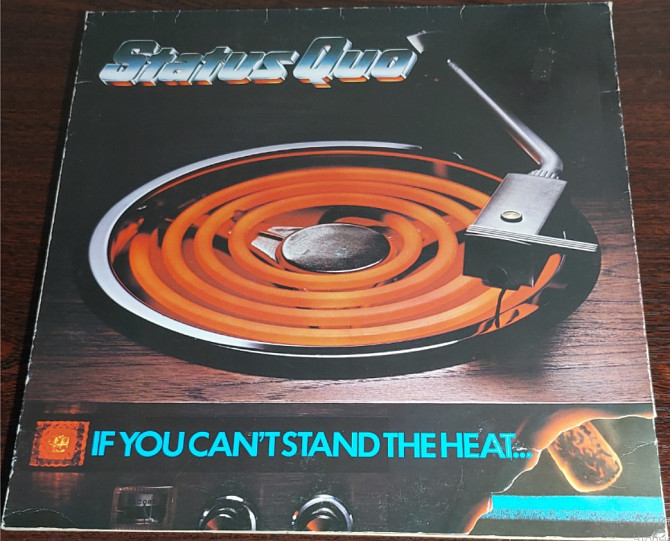 Status Quo
IF YOU CAN'T STAND THE HEAT...